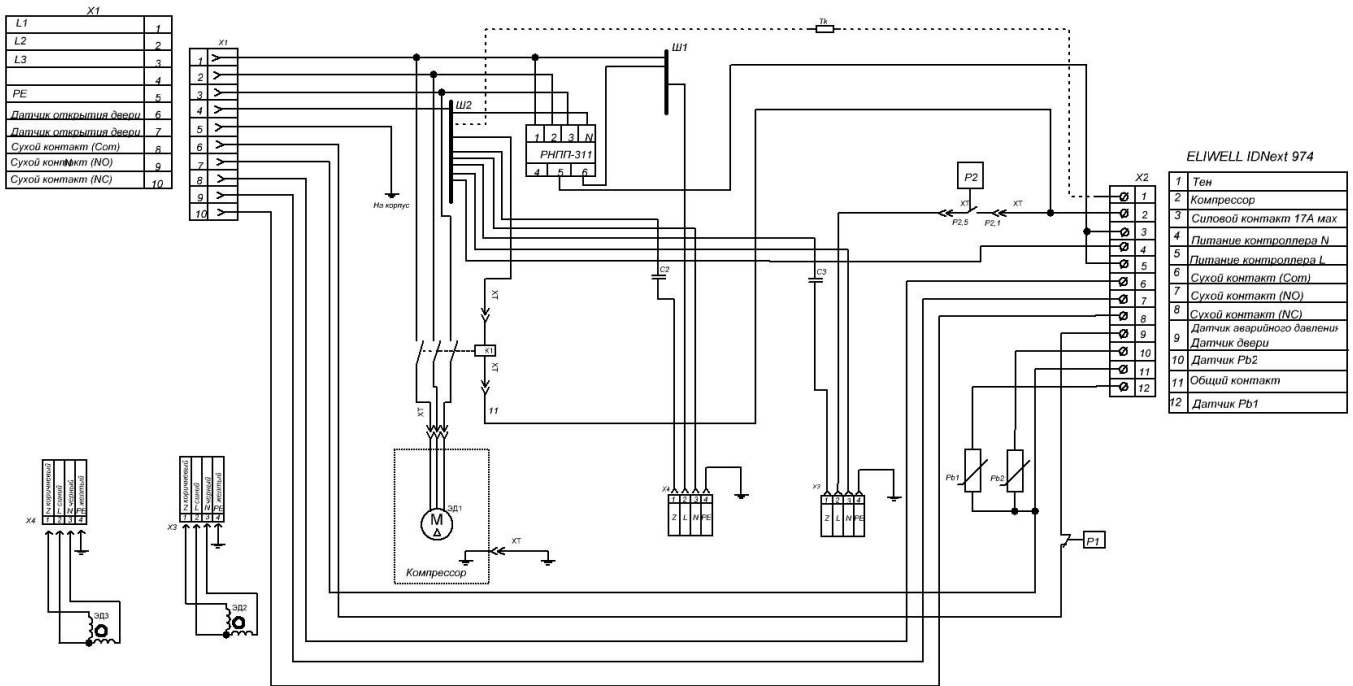 X1
L1 1
L2 2
L3 3
4
PE 5
Датчик открытия двери 6
Датчик открытия двери 7
Сухой контакт (Com) 8
Сухой контакт (NO) 9
N
Сухой контакт (NC) 10
X1
1
2
3
4
5
6
7
8
9
10
На корпус
Ш2
Ш1
Tk
1 2 3 N
РНПП-311
4 5 6
P2
XT XT
P2,5 P2,1
C2
C3
XT
K1
XT
11
XT
M
Δ
ЭД1
XT
Компрессор
X4
1 2 3 4
Z L N PE
X3
1 2 3 4
Z L N PE
Pb1
Pb2
P1
ELIWELL IDNext 974
X2
1
2
3
4
5
6
7
8
9
10
11
12
1 Тен
2 Компрессор
3 Силовой контакт 17А мах
4 Питание контроллера N
5 Питание контроллера L
6 Сухой контакт (Com)
7 Сухой контакт (NO)
8 Сухой контакт (NC)
9 Датчик аварийного давления
Датчик двери
10 Датчик Pb2
11 Общий контакт
12 Датчик Pb1
X4
Z коричневый
L синий
N черный
PE желтый
1 2 3 4
ЭД3
X3
Z коричневый
L синий
N черный
PE желтый
1 2 3 4
ЭД2